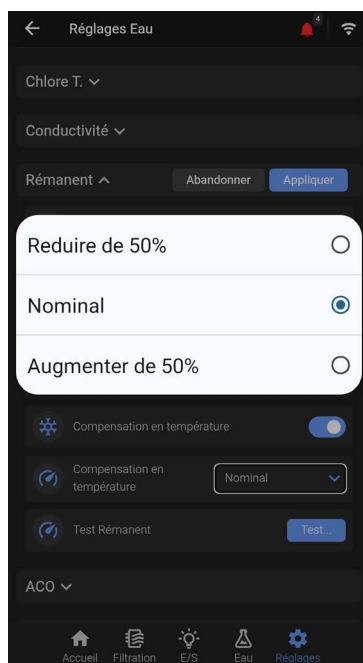 Réglages Eau
4
Chlore T.
Conductivité
Rémanent
Abandonner
Appliquer
Reduire de 50%
Nominal
Augmenter de 50%
Compensation en température
Compensation en
température
Nominal
Test Rémanent
Test...
ACO
Accueil Filtration E/S Eau Réglages